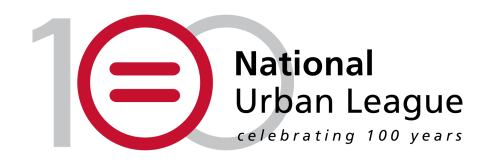 100
National
Urban League
celebrating 100 years